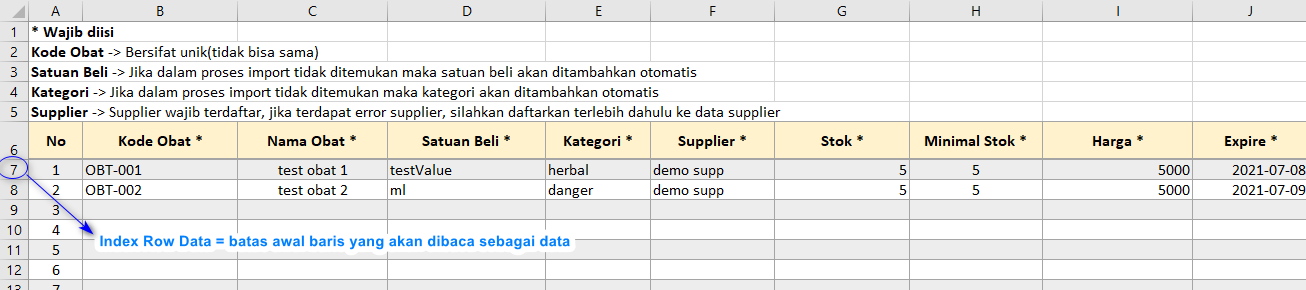 A B C D E F G H I J
1 * Wajib diisi
2 Kode Obat -> Bersifat unik(tidak bisa sama)
3 Satuan Beli -> Jika dalam proses import tidak ditemukan maka satuan beli akan ditambahkan otomatis
4 Kategori -> Jika dalam proses import tidak ditemukan maka kategori akan ditambahkan otomatis
5 Supplier -> Supplier wajib terdaftar, jika terdapat error supplier, silahkan daftarkan terlebih dahulu ke data supplier
6 No Kode Obat * Nama Obat * Satuan Beli * Kategori * Supplier * Stok * Minimal Stok * Harga * Expire *
7 1 OBT-001 test obat 1 testValue herbal demo supp 5 5 5000 2021-07-08
8 2 OBT-002 test obat 2 ml danger demo supp 5 5 5000 2021-07-09
9 3
10 4
Index Row Data = batas awal baris yang akan dibaca sebagai data
11 5
12 6
13 7